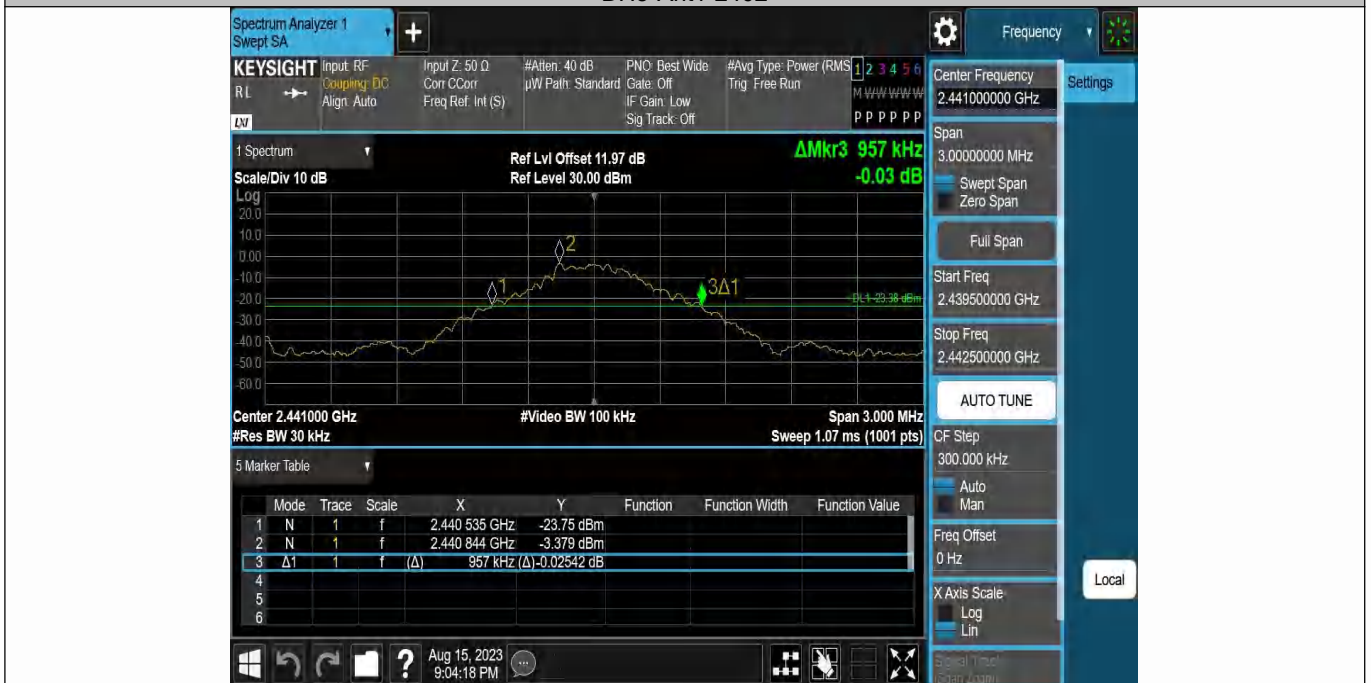 Spectrum Analyzer 1
Swept SA
Frequency
KEYSIGHT
RL
LXI
Input: RF
Coupling: DC
Align: Auto
Input Z: 50 Ω
Corr CCorr
Freq Ref: Int (S)
#Atten: 40 dB
µW Path: Standard
PNO: Best Wide
Gate: Off
IF Gain: Low
Sig Track: Off
#Avg Type: Power (RMS
Trig: Free Run
1 2 3 4 5 6
M W W W W W
P P P P P P
1 Spectrum
Scale/Div 10 dB
Ref Lvl Offset 11.97 dB
Ref Level 30.00 dBm
ΔMkr3 957 kHz
-0.03 dB
Log
20.0
10.0
0.00
-10.0
-20.0
-30.0
-40.0
-50.0
-60.0
1
2
3Δ1
DL1 -23.38 dBm
Center 2.441000 GHz
#Video BW 100 kHz
Span 3.000 MHz
#Res BW 30 kHz
Sweep 1.07 ms (1001 pts)
5 Marker Table
Mode Trace Scale X Y Function Function Width Function Value
1 N 1 f 2.440 535 GHz -23.75 dBm
2 N 1 f 2.440 844 GHz -3.379 dBm
3 Δ1 1 f (Δ) 957 kHz (Δ)-0.02542 dB
4
5
6
Aug 15, 2023
9:04:18 PM
Settings
Center Frequency
2.441000000 GHz
Span
3.00000000 MHz
Swept Span
Zero Span
Full Span
Start Freq
2.439500000 GHz
Stop Freq
2.442500000 GHz
AUTO TUNE
CF Step
300.000 kHz
Auto
Man
Freq Offset
0 Hz
X Axis Scale
Log
Lin
Signal Track
(Span Zoom)
Local